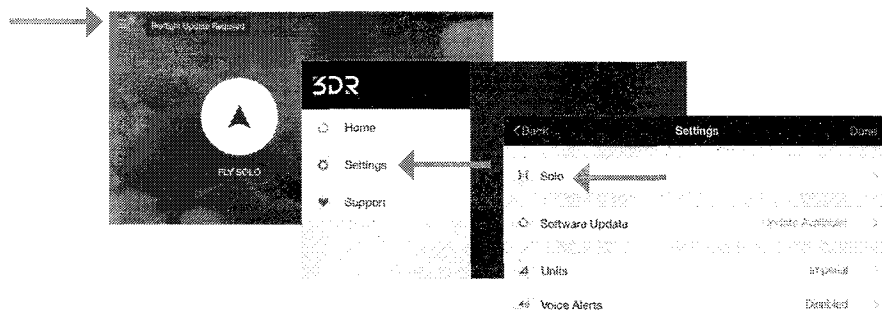 Preflight Update Required
FLY SOLO
3DR
Home
Settings
Support
Back Settings Done
Solo
Software Update Update Available
Units Imperial
Voice Alerts Disabled